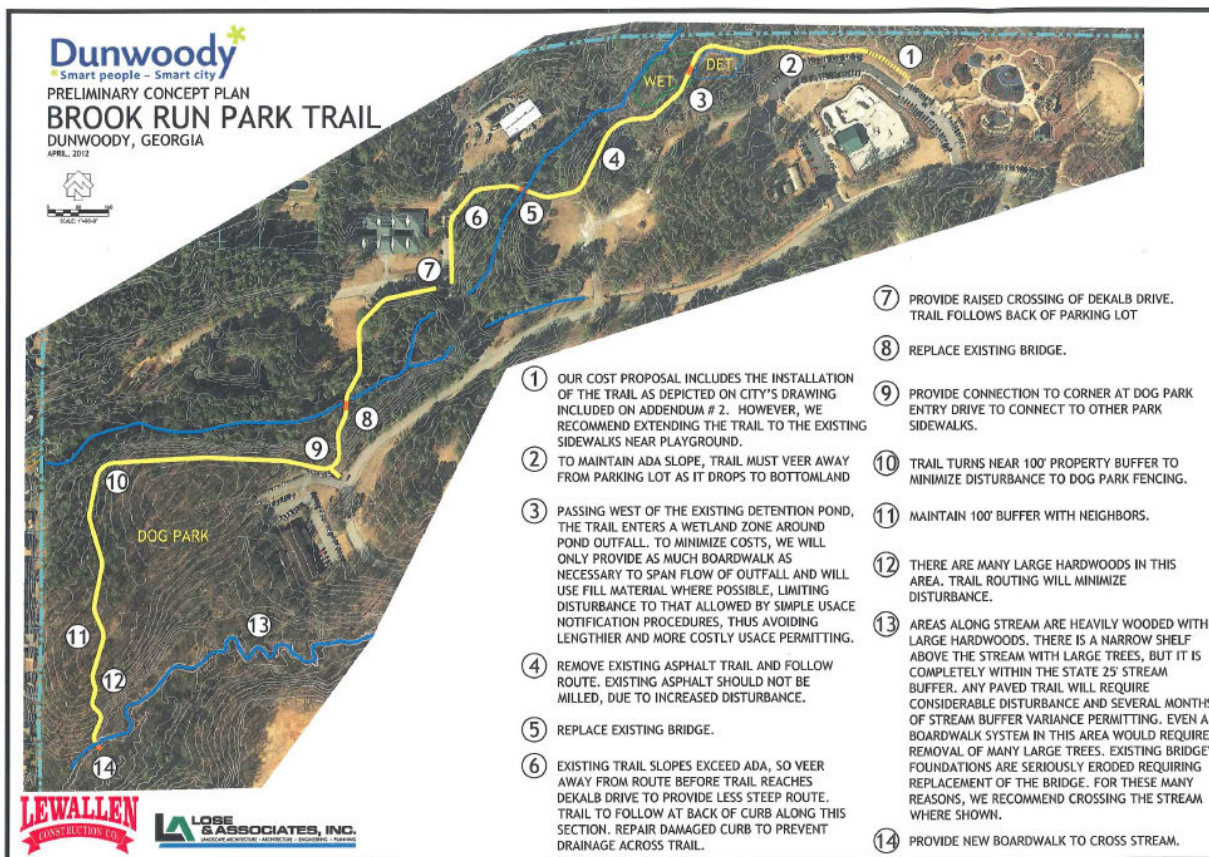 Dunwoody
Smart people – Smart city
PRELIMINARY CONCEPT PLAN
BROOK RUN PARK TRAIL
DUNWOODY, GEORGIA
APRIL, 2012
WET
DET.
1
2
3
4
5
6
7
8
9
10
DOG PARK
11
12
13
14
1 OUR COST PROPOSAL INCLUDES THE INSTALLATION
OF THE TRAIL AS DEPICTED ON CITY'S DRAWING
INCLUDED ON ADDENDUM # 2. HOWEVER, WE
RECOMMEND EXTENDING THE TRAIL TO THE EXISTING
SIDEWALKS NEAR PLAYGROUND.
2 TO MAINTAIN ADA SLOPE, TRAIL MUST VEER AWAY
FROM PARKING LOT AS IT DROPS TO BOTTOMLAND
3 PASSING WEST OF THE EXISTING DETENTION POND,
THE TRAIL ENTERS A WETLAND ZONE AROUND
POND OUTFALL. TO MINIMIZE COSTS, WE WILL
ONLY PROVIDE AS MUCH BOARDWALK AS
NECESSARY TO SPAN FLOW OF OUTFALL AND WILL
USE FILL MATERIAL WHERE POSSIBLE, LIMITING
DISTURBANCE TO THAT ALLOWED BY SIMPLE USACE
NOTIFICATION PROCEDURES, THUS AVOIDING
LENGTHIER AND MORE COSTLY USACE PERMITTING.
4 REMOVE EXISTING ASPHALT TRAIL AND FOLLOW
ROUTE. EXISTING ASPHALT SHOULD NOT BE
MILLED, DUE TO INCREASED DISTURBANCE.
5 REPLACE EXISTING BRIDGE.
6 EXISTING TRAIL SLOPES EXCEED ADA, SO VEER
AWAY FROM ROUTE BEFORE TRAIL REACHES
DEKALB DRIVE TO PROVIDE LESS STEEP ROUTE.
TRAIL TO FOLLOW AT BACK OF CURB ALONG THIS
SECTION. REPAIR DAMAGED CURB TO PREVENT
DRAINAGE ACROSS TRAIL.
7 PROVIDE RAISED CROSSING OF DEKALB DRIVE.
TRAIL FOLLOWS BACK OF PARKING LOT
8 REPLACE EXISTING BRIDGE.
9 PROVIDE CONNECTION TO CORNER AT DOG PARK
ENTRY DRIVE TO CONNECT TO OTHER PARK
SIDEWALKS.
10 TRAIL TURNS NEAR 100' PROPERTY BUFFER TO
MINIMIZE DISTURBANCE TO DOG PARK FENCING.
11 MAINTAIN 100' BUFFER WITH NEIGHBORS.
12 THERE ARE MANY LARGE HARDWOODS IN THIS
AREA. TRAIL ROUTING WILL MINIMIZE
DISTURBANCE.
13 AREAS ALONG STREAM ARE HEAVILY WOODED WITH
LARGE HARDWOODS. THERE IS A NARROW SHELF
ABOVE THE STREAM WITH LARGE TREES, BUT IT IS
COMPLETELY WITHIN THE STATE 25' STREAM
BUFFER. ANY PAVED TRAIL WILL REQUIRE
CONSIDERABLE DISTURBANCE AND SEVERAL MONTHS
OF STREAM BUFFER VARIANCE PERMITTING. EVEN A
BOARDWALK SYSTEM IN THIS AREA WOULD REQUIRE
REMOVAL OF MANY LARGE TREES. EXISTING BRIDGE'
FOUNDATIONS ARE SERIOUSLY ERODED REQUIRING
REPLACEMENT OF THE BRIDGE. FOR THESE MANY
REASONS, WE RECOMMEND CROSSING THE STREAM
WHERE SHOWN.
14 PROVIDE NEW BOARDWALK TO CROSS STREAM.
LEWALLEN
CONSTRUCTION CO.
LA LOSE
& ASSOCIATES, INC.
LANDSCAPE ARCHITECTURE • ARCHITECTURE • ENGINEERING • PLANNING